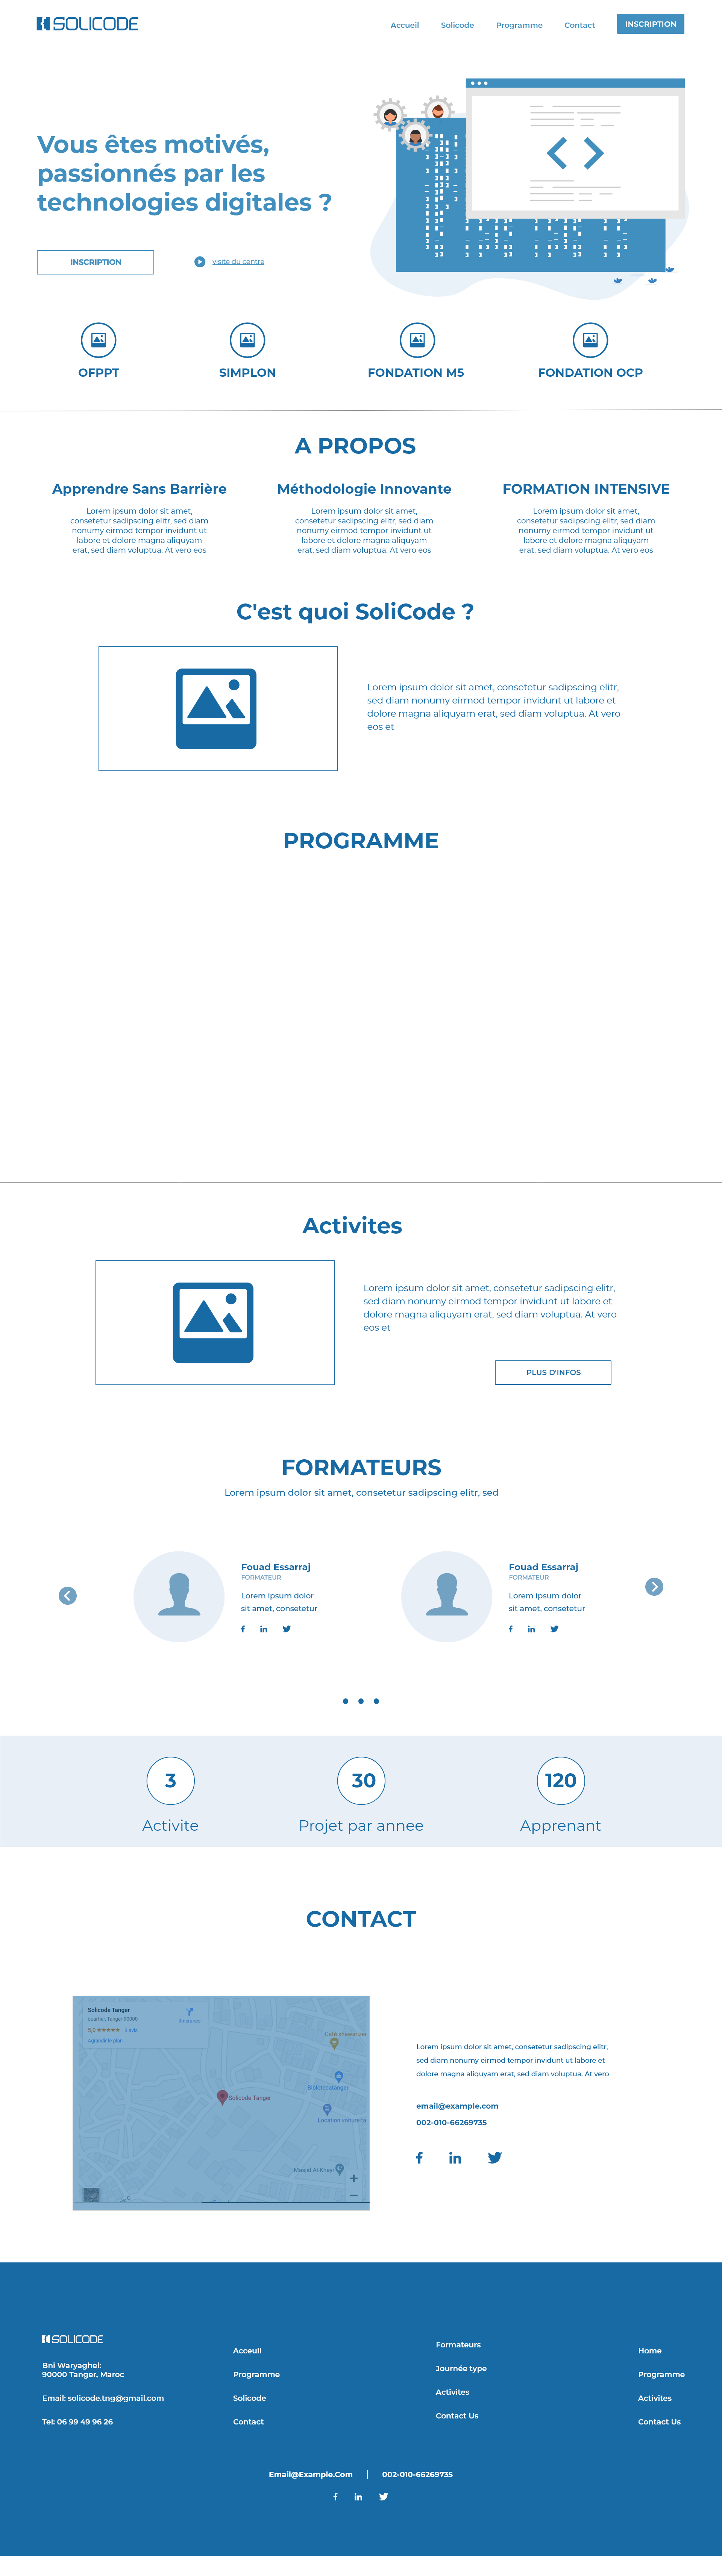 SOLICODE
Accueil
Solicode
Programme
Contact
INSCRIPTION
Vous êtes motivés,
passionnés par les
technologies digitales ?
INSCRIPTION
visite du centre
OFPPT
SIMPLON
FONDATION M5
FONDATION OCP
A PROPOS
Apprendre Sans Barrière
Lorem ipsum dolor sit amet,
consetetur sadipscing elitr, sed diam
nonumy eirmod tempor invidunt ut
labore et dolore magna aliquyam
erat, sed diam voluptua. At vero eos
Méthodologie Innovante
Lorem ipsum dolor sit amet,
consetetur sadipscing elitr, sed diam
nonumy eirmod tempor invidunt ut
labore et dolore magna aliquyam
erat, sed diam voluptua. At vero eos
FORMATION INTENSIVE
Lorem ipsum dolor sit amet,
consetetur sadipscing elitr, sed diam
nonumy eirmod tempor invidunt ut
labore et dolore magna aliquyam
erat, sed diam voluptua. At vero eos
C'est quoi SoliCode ?
Lorem ipsum dolor sit amet, consetetur sadipscing elitr,
sed diam nonumy eirmod tempor invidunt ut labore et
dolore magna aliquyam erat, sed diam voluptua. At vero
eos et
PROGRAMME
Activites
Lorem ipsum dolor sit amet, consetetur sadipscing elitr,
sed diam nonumy eirmod tempor invidunt ut labore et
dolore magna aliquyam erat, sed diam voluptua. At vero
eos et
PLUS D'INFOS
FORMATEURS
Lorem ipsum dolor sit amet, consetetur sadipscing elitr, sed
Fouad Essarraj
FORMATEUR
Lorem ipsum dolor
sit amet, consetetur
Fouad Essarraj
FORMATEUR
Lorem ipsum dolor
sit amet, consetetur
3
Activite
30
Projet par annee
120
Apprenant
CONTACT
Solicode Tanger
quartier, Tanger 90000
5,0
Agrandir le plan
Itinéraires
Solicode Tanger
Location voiture ta
Masjid Al Khayr
Lorem ipsum dolor sit amet, consetetur sadipscing elitr,
sed diam nonumy eirmod tempor invidunt ut labore et
dolore magna aliquyam erat, sed diam voluptua. At vero
email@example.com
002-010-66269735
SOLICODE
Bni Waryaghel:
90000 Tanger, Maroc
Email: solicode.tng@gmail.com
Tel: 06 99 49 96 26
Acceuil
Programme
Solicode
Contact
Formateurs
Journée type
Activites
Contact Us
Home
Programme
Activites
Contact Us
Email@Example.Com
002-010-66269735